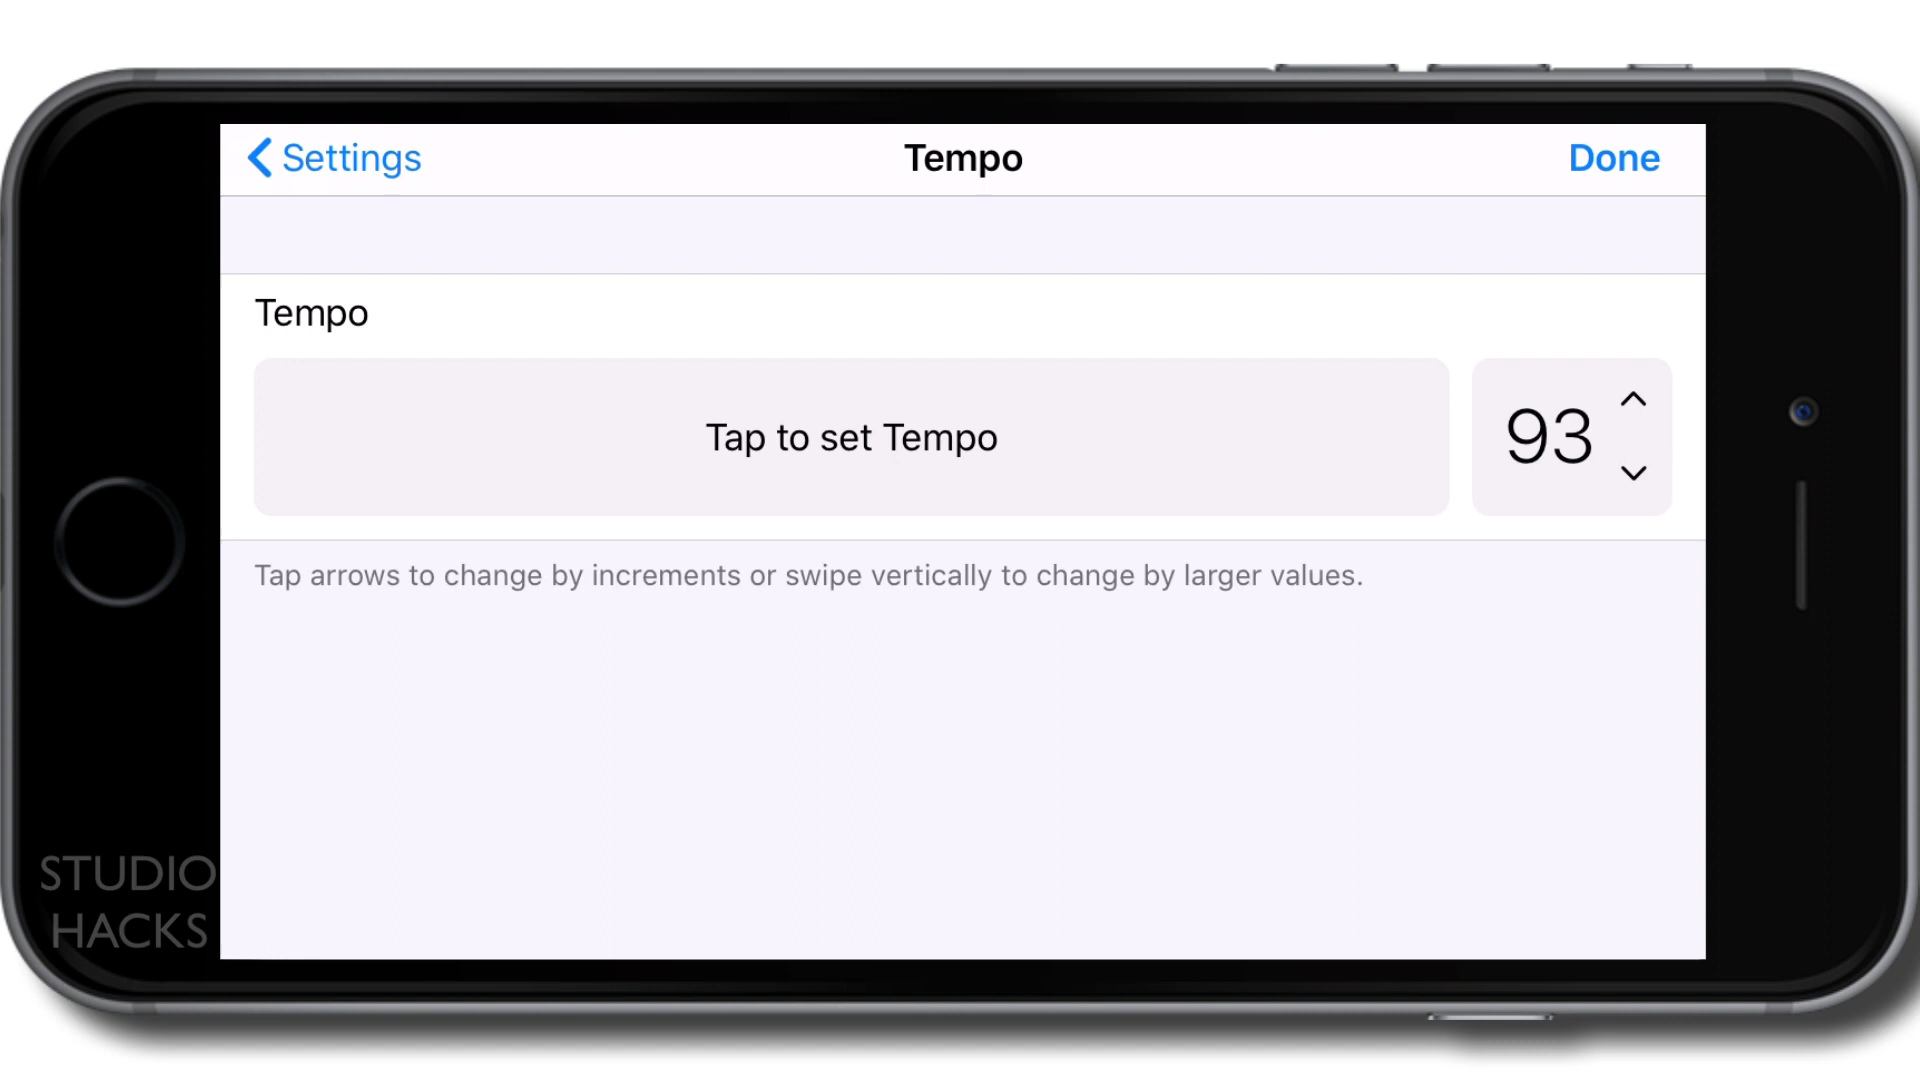 Settings
Tempo
Done
Tempo
Tap to set Tempo
93
Tap arrows to change by increments or swipe vertically to change by larger values.
STUDIO
HACKS